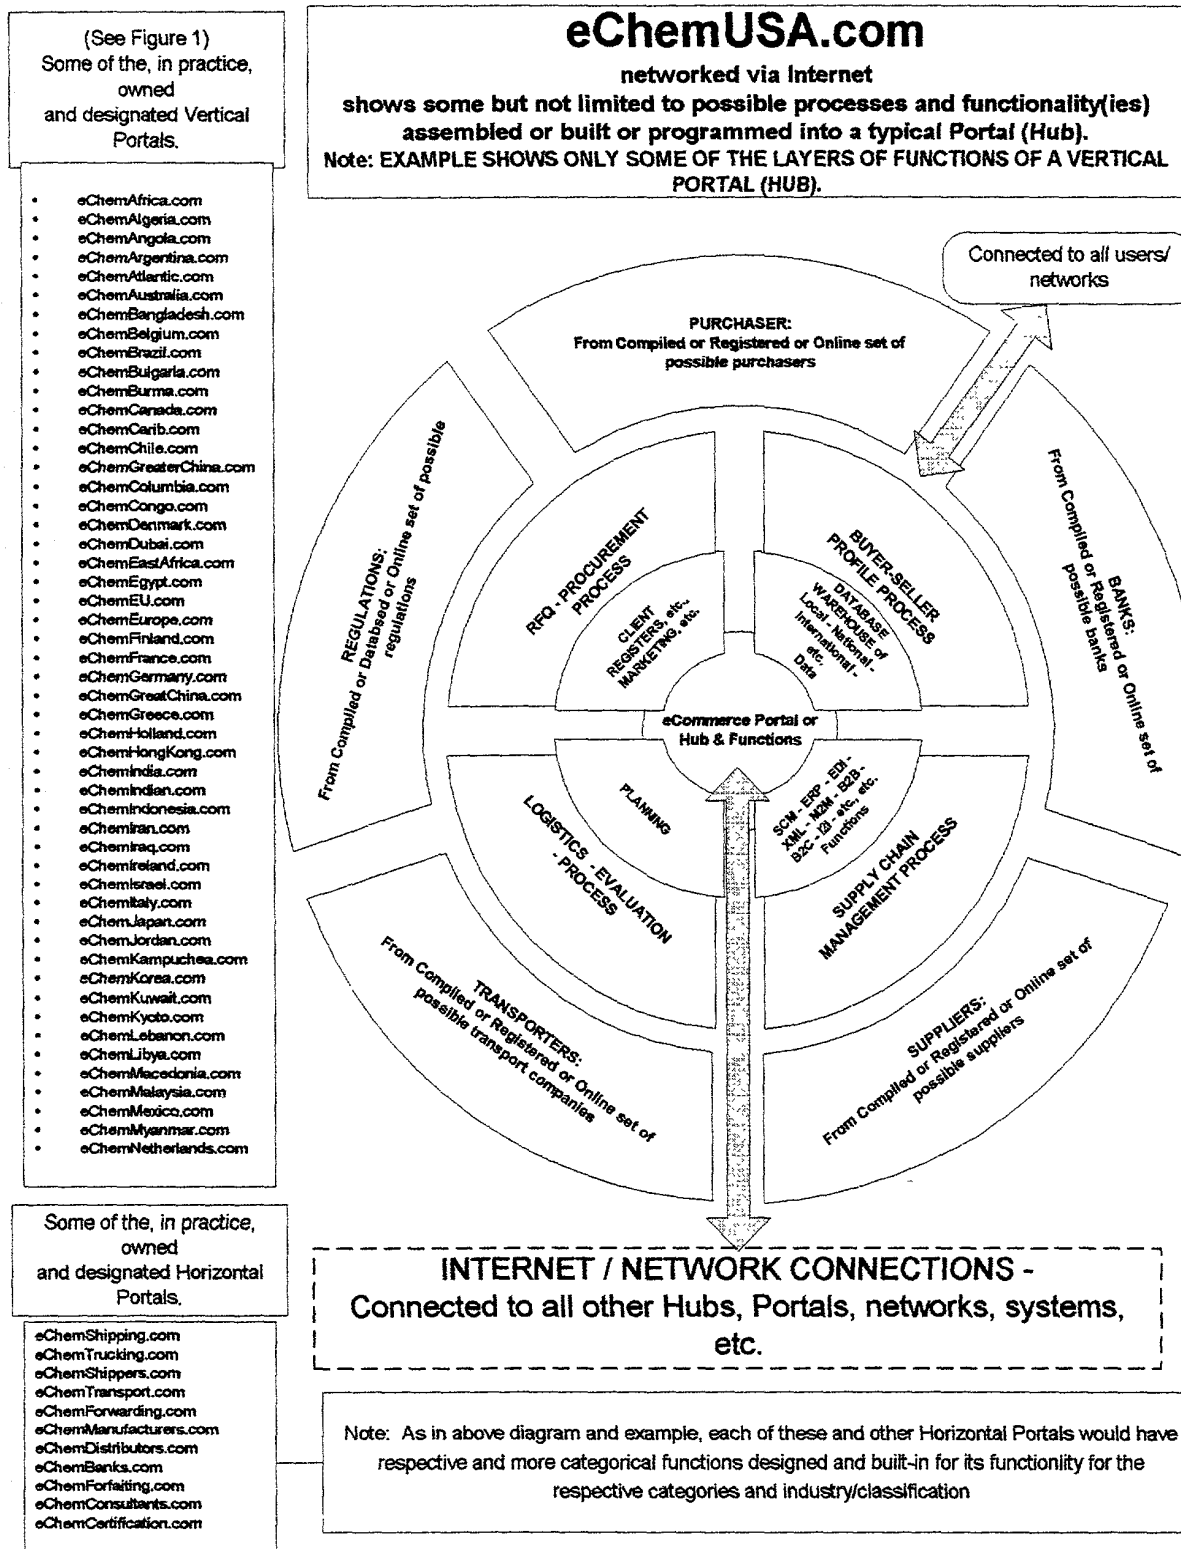 (See Figure 1)
Some of the, in practice,
owned
and designated Vertical
Portals.
eChemUSA.com
networked via Internet
shows some but not limited to possible processes and functionality(ies)
assembled or built or programmed into a typical Portal (Hub).
Note: EXAMPLE SHOWS ONLY SOME OF THE LAYERS OF FUNCTIONS OF A VERTICAL
PORTAL (HUB).
• eChemAfrica.com
• eChemAlgeria.com
• eChemAngola.com
• eChemArgentina.com
• eChemAtlantic.com
• eChemAustralia.com
• eChemBangladesh.com
• eChemBelgium.com
• eChemBrazil.com
• eChemBulgaria.com
• eChemBurma.com
• eChemCanada.com
• eChemCarib.com
• eChemChile.com
• eChemGreaterChina.com
• eChemColumbia.com
• eChemCongo.com
• eChemDenmark.com
• eChemDubai.com
• eChemEastAfrica.com
• eChemEgypt.com
• eChemEU.com
• eChemEurope.com
• eChemFinland.com
• eChemFrance.com
• eChemGermany.com
• eChemGreatChina.com
• eChemGreece.com
• eChemHolland.com
• eChemHongKong.com
• eChemIndia.com
• eChemIndian.com
• eChemIndonesia.com
• eChemIran.com
• eChemIraq.com
• eChemIreland.com
• eChemIsrael.com
• eChemItaly.com
• eChemJapan.com
• eChemJordan.com
• eChemKampuchea.com
• eChemKorea.com
• eChemKuwait.com
• eChemKyoto.com
• eChemLebanon.com
• eChemLibya.com
• eChemMacedonia.com
• eChemMalaysia.com
• eChemMexico.com
• eChemMyanmar.com
• eChemNetherlands.com
Connected to all users/
networks
PURCHASER:
From Compiled or Registered or Online set of
possible purchasers
REGULATIONS:
From Compiled or Databsed or Online set of possible
regulations
BANKS:
From Compiled or Registered or Online set of
possible banks
RFQ - PROCUREMENT
PROCESS
BUYER-SELLER
PROFILE PROCESS
CLIENT
REGISTERS, etc.,
MARKETING, etc.
DATABASE
WAREHOUSE of
Local - National -
International -
etc.
Data
eCommerce Portal or
Hub & Functions
PLANNING
SCM - ERP - EDI -
XML - M2M - B2B -
B2C - I2I - etc., etc.
Functions
LOGISTICS - EVALUATION
- PROCESS
SUPPLY CHAIN
MANAGEMENT PROCESS
TRANSPORTERS:
From Compiled or Registered or Online set of
possible transport companies
SUPPLIERS:
From Compiled or Registered or Online set of
possible suppliers
Some of the, in practice,
owned
and designated Horizontal
Portals.
INTERNET / NETWORK CONNECTIONS -
Connected to all other Hubs, Portals, networks, systems,
etc.
eChemShipping.com
eChemTrucking.com
eChemShippers.com
eChemTransport.com
eChemForwarding.com
eChemManufacturers.com
eChemDistributors.com
eChemBanks.com
eChemForfaiting.com
eChemConsultants.com
eChemCertification.com
Note: As in above diagram and example, each of these and other Horizontal Portals would have
respective and more categorical functions designed and built-in for its functionlity for the
respective categories and industry/classification